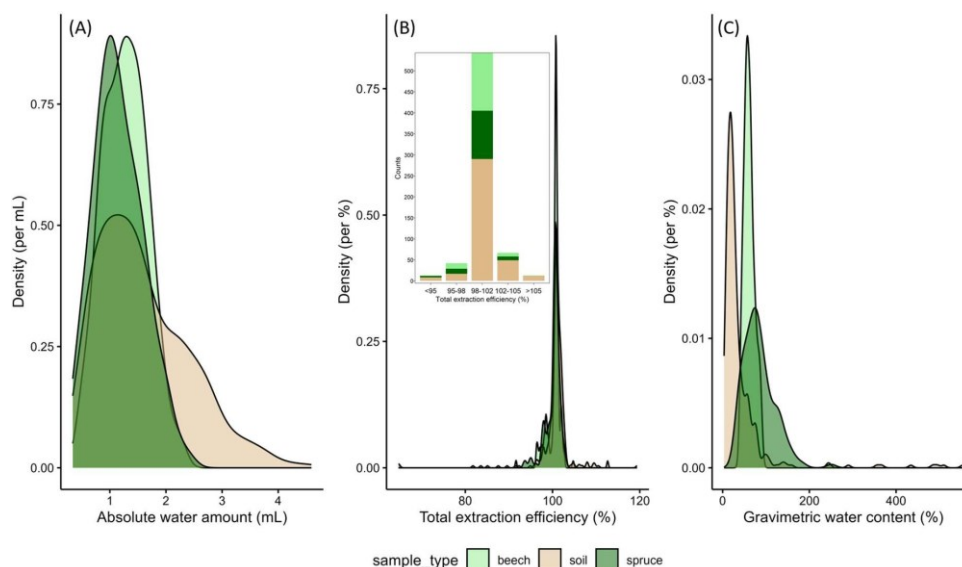 (A)
Density (per mL)
0.75
0.50
0.25
0.00
1 2 3 4
Absolute water amount (mL)
(B)
Density (per %)
0.75
0.50
0.25
0.00
80 100 120
Total extraction efficiency (%)
Counts
500
450
400
350
300
250
200
150
100
50
0
<95 95-98 98-102 102-105 >105
Total extraction efficiency (%)
(C)
Density (per %)
0.03
0.02
0.01
0.00
0 200 400
Gravimetric water content (%)
sample_type beech soil spruce